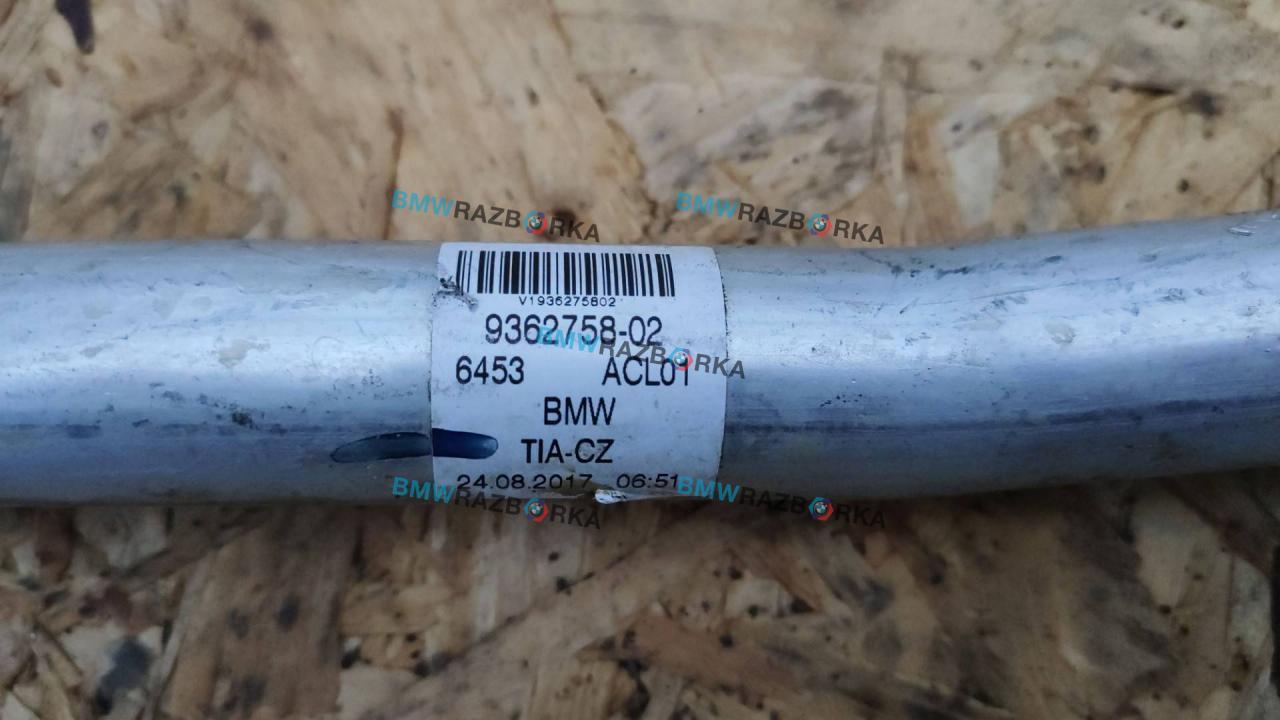 BMWRAZBORKA BMWRAZBORKA
V1936275802
9362758-02
BMWRAZBORKA
6453 ACL01
BMW
TIA-CZ
24.08.2017 06:51
BMWRAZBORKA BMWRAZBORKA